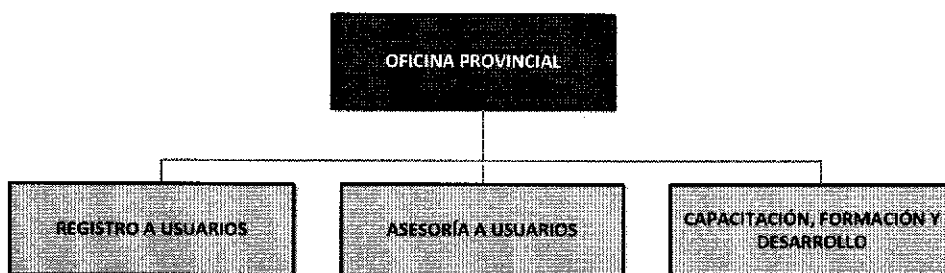 OFICINA PROVINCIAL
REGISTRO A USUARIOS
ASESORÍA A USUARIOS
CAPACITACIÓN, FORMACIÓN Y
DESARROLLO